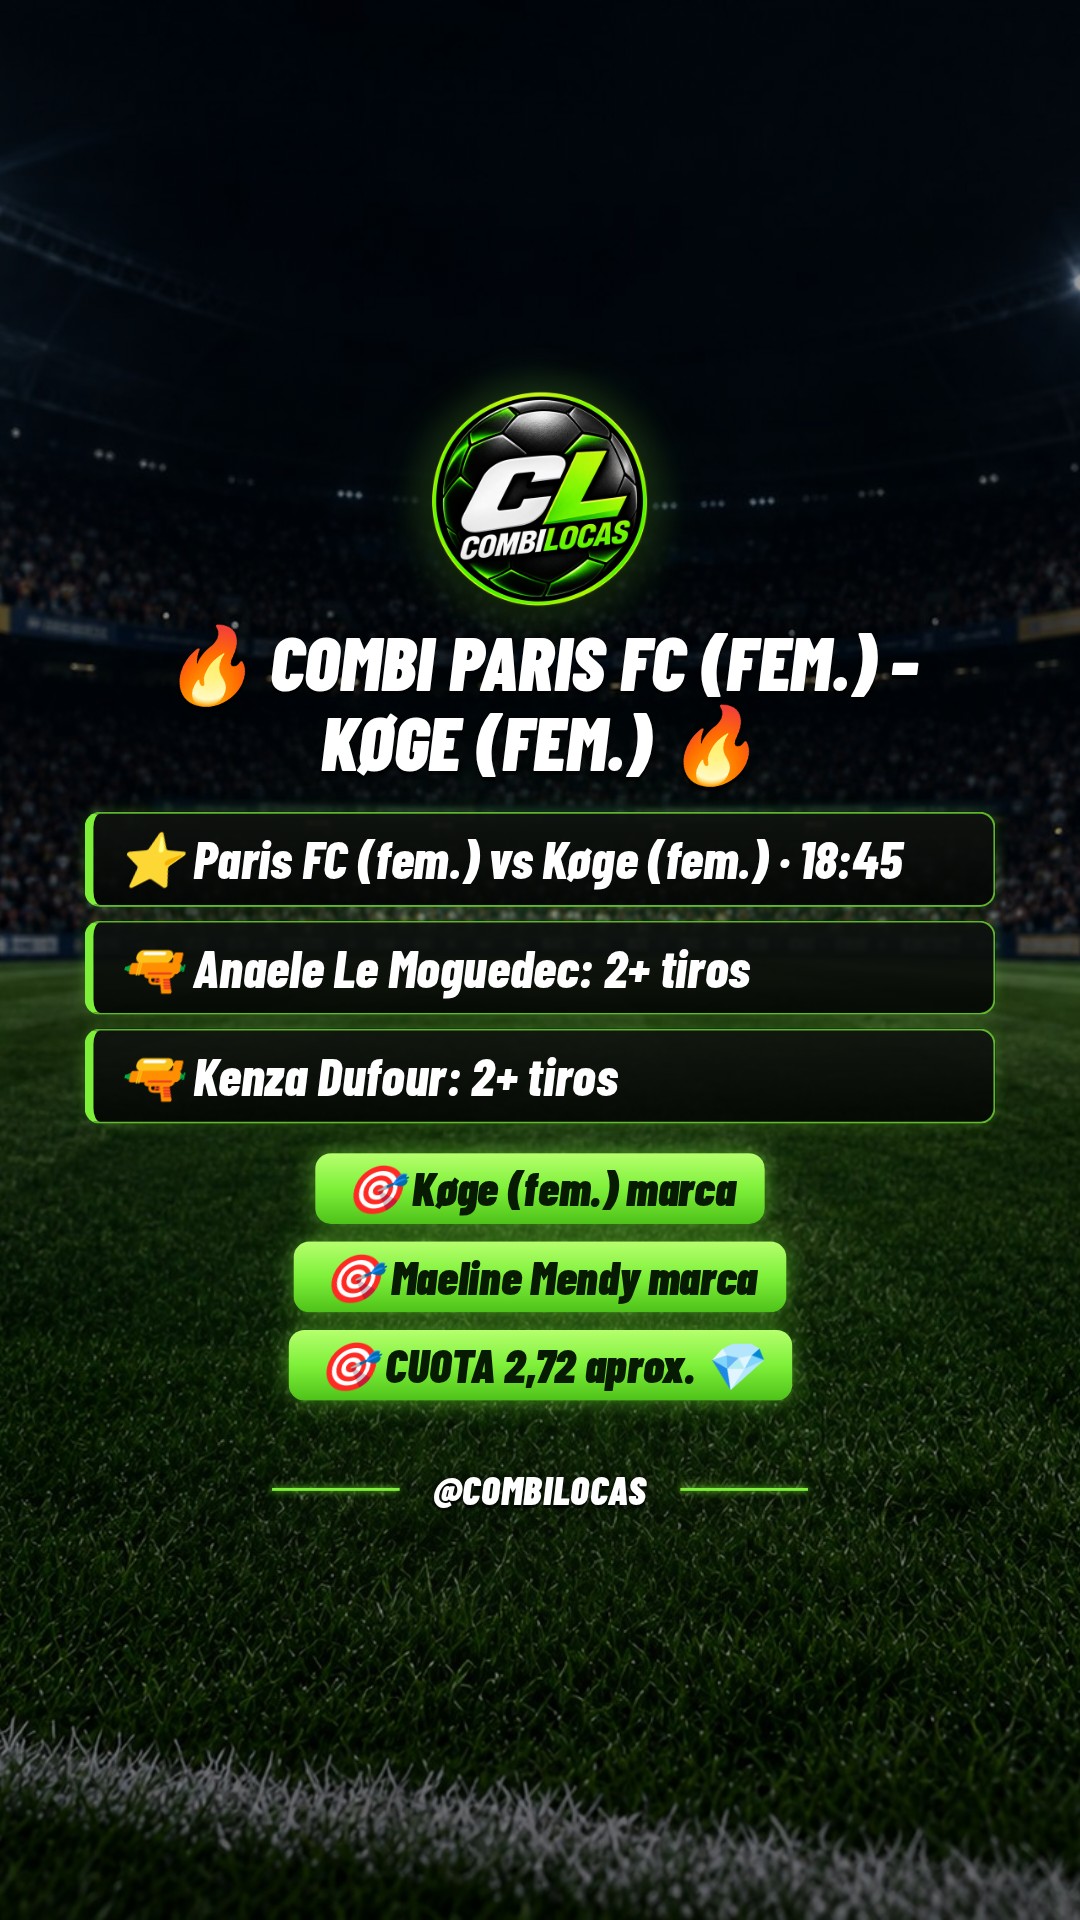 CL
COMBILOCAS
🔥 COMBI PARIS FC (FEM.) -
KØGE (FEM.) 🔥
⭐ Paris FC (fem.) vs Køge (fem.) · 18:45
🔫 Anaele Le Moguedec: 2+ tiros
🔫 Kenza Dufour: 2+ tiros
🎯 Køge (fem.) marca
🎯 Maeline Mendy marca
🎯 CUOTA 2,72 aprox. 💎
@COMBILOCAS